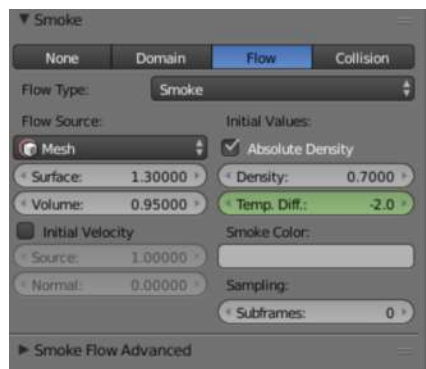 Smoke
None Domain Flow Collision
Flow Type: Smoke
Flow Source: Initial Values:
Mesh Absolute Density
Surface: 1.30000 Density: 0.7000
Volume: 0.95000 Temp. Diff.: -2.0
Initial Velocity Smoke Color:
Source: 1.00000
Normal: 0.00000 Sampling:
Subframes: 0
Smoke Flow Advanced